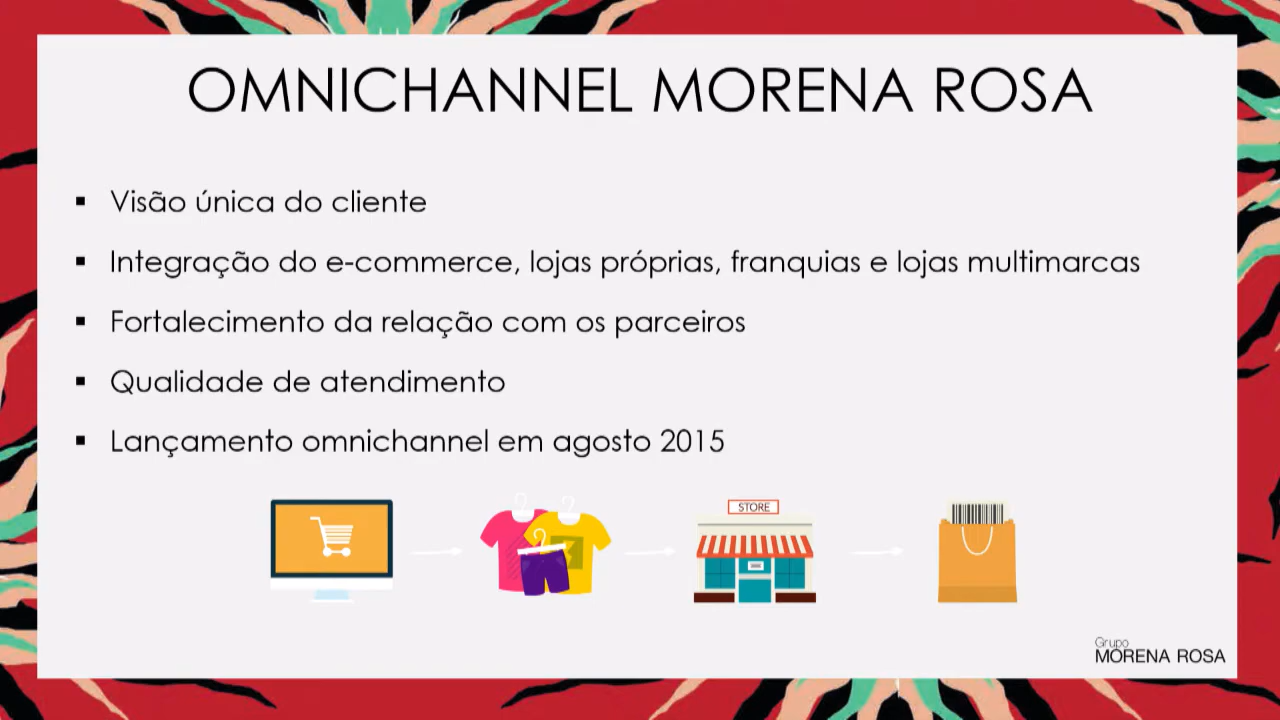 OMNICHANNEL MORENA ROSA
▪ Visão única do cliente
▪ Integração do e-commerce, lojas próprias, franquias e lojas multimarcas
▪ Fortalecimento da relação com os parceiros
▪ Qualidade de atendimento
▪ Lançamento omnichannel em agosto 2015
STORE
Grupo
MORENA ROSA